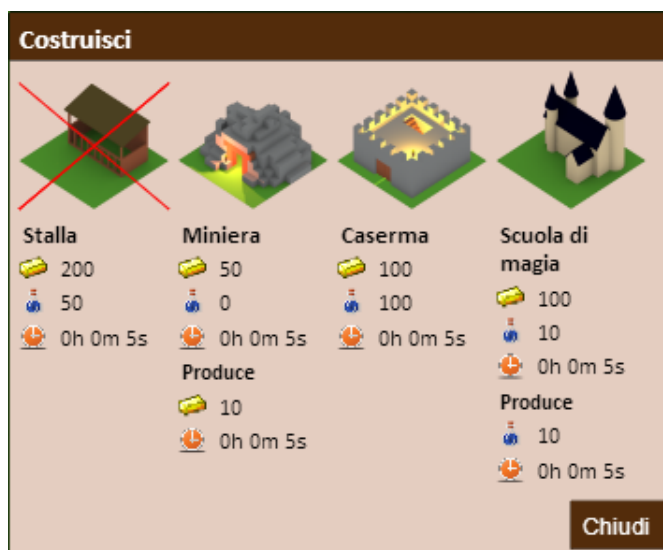 Costruisci
Stalla
200
50
0h 0m 5s
Miniera
50
0
0h 0m 5s
Produce
10
0h 0m 5s
Caserma
100
100
0h 0m 5s
Scuola di
magia
100
10
0h 0m 5s
Produce
10
0h 0m 5s
Chiudi